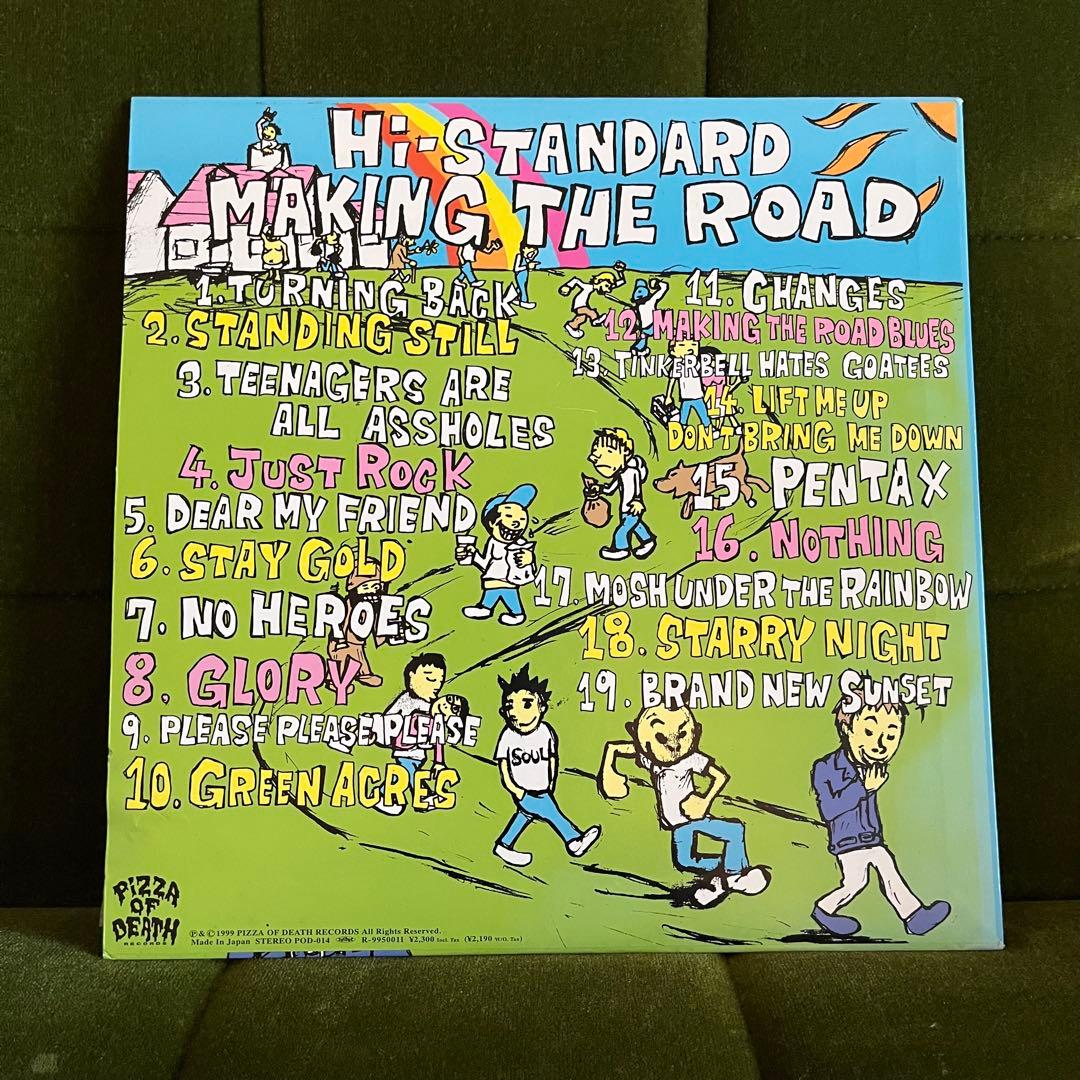 Hi-STANDARD
MAKING THE ROAD
1. TURNING BACK
2. STANDING STILL
3. TEENAGERS ARE
ALL ASSHOLES
4. JUST ROCK
5. DEAR MY FRIEND
6. STAY GOLD
7. NO HEROES
8. GLORY
9. PLEASE PLEASE PLEASE
10. GREEN ACRES
11. CHANGES
12. MAKING THE ROAD BLUES
13. TINKERBELL HATES GOATEES
14. LIFT ME UP
DON'T BRING ME DOWN
15. PENTAX
16. NOTHING
17. MOSH UNDER THE RAINBOW
18. STARRY NIGHT
19. BRAND NEW SUNSET
SOUL
PIZZA
OF
DEATH
RECORDS
Ⓟ&©1999 PIZZA OF DEATH RECORDS All Rights Reserved.
Made In Japan STEREO POD-014 R-9950011 ¥2,300 Incl. Tax (¥2,190 W/O. Tax)